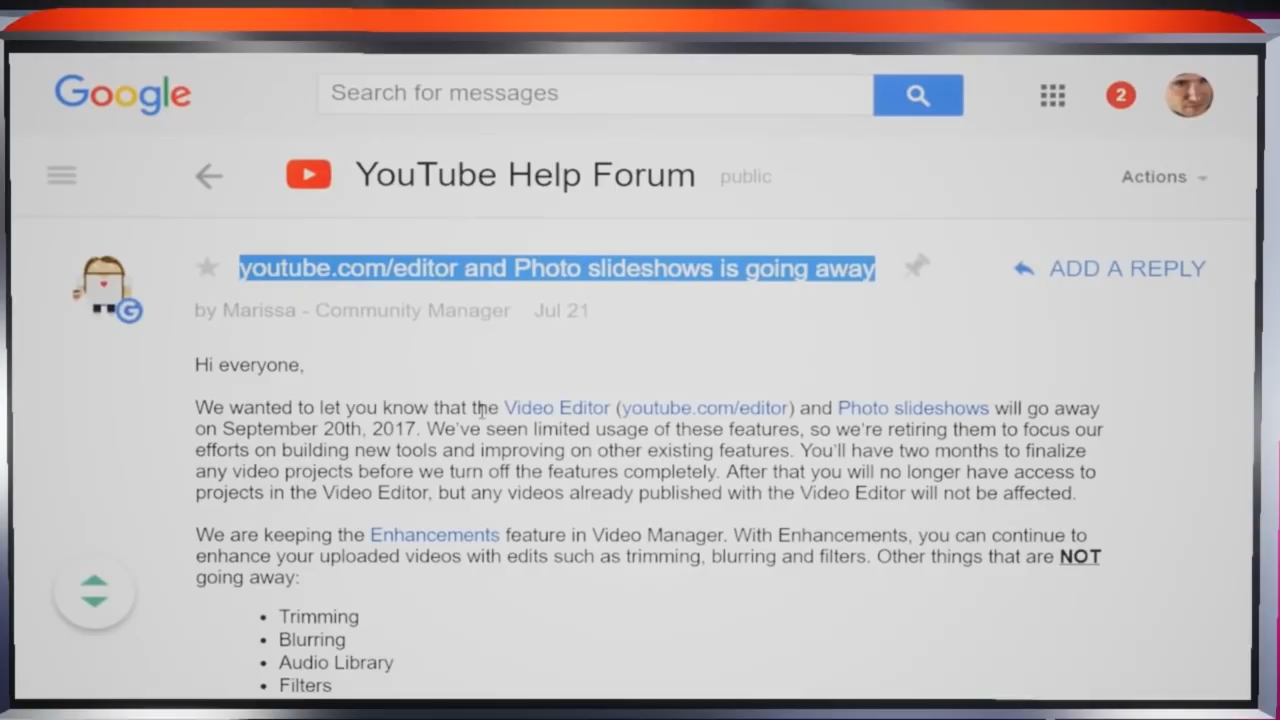 Google
Search for messages
2
YouTube Help Forum public
Actions
youtube.com/editor and Photo slideshows is going away
ADD A REPLY
by Marissa - Community Manager Jul 21
G
Hi everyone,
We wanted to let you know that the Video Editor (youtube.com/editor) and Photo slideshows will go away
on September 20th, 2017. We've seen limited usage of these features, so we're retiring them to focus our
efforts on building new tools and improving on other existing features. You'll have two months to finalize
any video projects before we turn off the features completely. After that you will no longer have access to
projects in the Video Editor, but any videos already published with the Video Editor will not be affected.
We are keeping the Enhancements feature in Video Manager. With Enhancements, you can continue to
enhance your uploaded videos with edits such as trimming, blurring and filters. Other things that are NOT
going away:
• Trimming
• Blurring
• Audio Library
• Filters